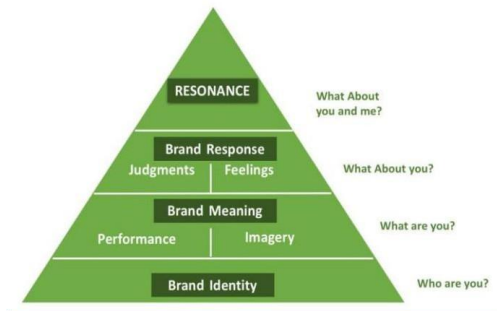 RESONANCE
What About
you and me?
Brand Response
Judgments Feelings
What About you?
Brand Meaning
Performance Imagery
What are you?
Brand Identity
Who are you?